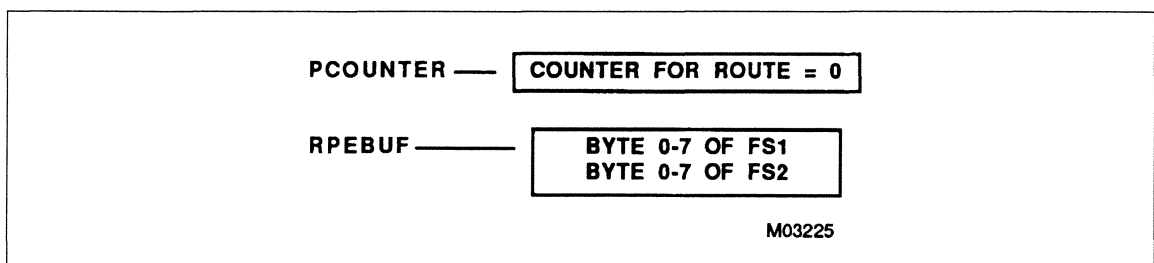 PCOUNTER COUNTER FOR ROUTE = 0
RPEBUF BYTE 0-7 OF FS1
BYTE 0-7 OF FS2
M03225